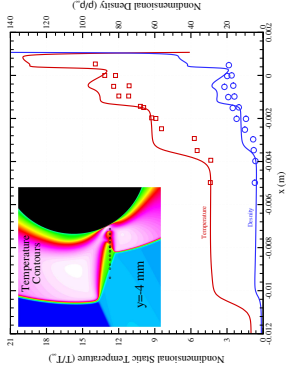 Nondimensional Density (ρ/ρ∞)
140 120 100 80 60 40 20 0
0.002
0
-0.002
-0.004
-0.006
-0.008
-0.01
-0.012
x (m)
Temperature
Density
Temperature
Contours
y=-4 mm
21 18 15 12 9 6 3 0
Nondimensional Static Temperature (T/T∞)